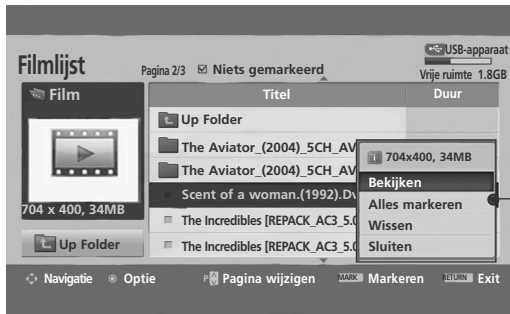 USB-apparaat
Filmlijst
Pagina 2/3
Niets gemarkeerd
Vrije ruimte 1.8GB
Film
Titel
Duur
Up Folder
The Aviator_(2004)_5CH_AV
The Aviator_(2004)_5CH_AV
Scent of a woman.(1992).Dv
The Incredibles [REPACK_AC3_5.0
The Incredibles [REPACK_AC3_5.0
704 x 400, 34MB
Up Folder
704x400, 34MB
Bekijken
Alles markeren
Wissen
Sluiten
Navigatie
Optie
P Pagina wijzigen
MARK Markeren
RETURN Exit